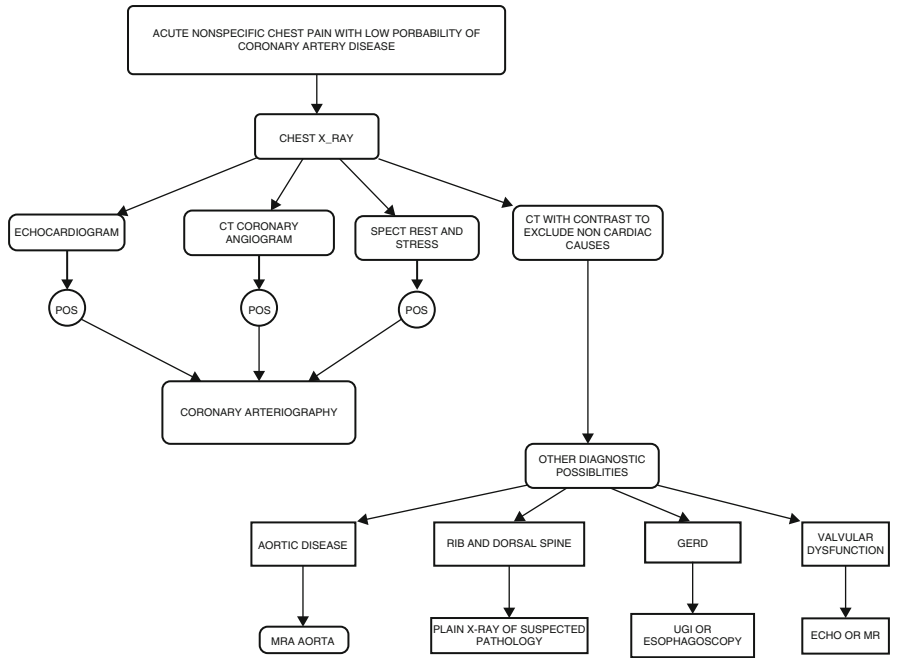 ACUTE NONSPECIFIC CHEST PAIN WITH LOW PORBABILITY OF
CORONARY ARTERY DISEASE
CHEST X_RAY
ECHOCARDIOGRAM
CT CORONARY
ANGIOGRAM
SPECT REST AND
STRESS
CT WITH CONTRAST TO
EXCLUDE NON CARDIAC
CAUSES
POS
POS
POS
CORONARY ARTERIOGRAPHY
OTHER DIAGNOSTIC
POSSIBLITIES
AORTIC DISEASE
RIB AND DORSAL SPINE
GERD
VALVULAR
DYSFUNCTION
MRA AORTA
PLAIN X-RAY OF SUSPECTED
PATHOLOGY
UGI OR
ESOPHAGOSCOPY
ECHO OR MR